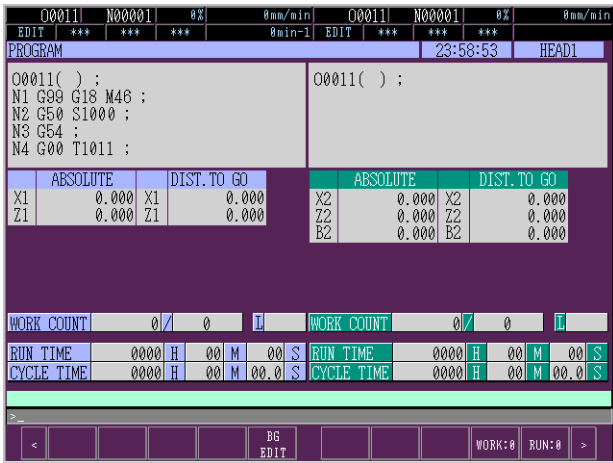 O0011 N00001 0% 0mm/min O0011 N00001 0% 0mm/min
EDIT *** *** *** 0min-1 EDIT *** *** ***
PROGRAM 23:58:53 HEAD1
O0011( ) ; O0011( ) ;
N1 G99 G18 M46 ;
N2 G50 S1000 ;
N3 G54 ;
N4 G00 T1011 ;
ABSOLUTE DIST.TO GO ABSOLUTE DIST.TO GO
X1 0.000 X1 0.000 X2 0.000 X2 0.000
Z1 0.000 Z1 0.000 Z2 0.000 Z2 0.000
B2 0.000 B2 0.000
WORK COUNT 0 / 0 L WORK COUNT 0 / 0 L
RUN TIME 0000 H 00 M 00 S RUN TIME 0000 H 00 M 00 S
CYCLE TIME 0000 H 00 M 00.0 S CYCLE TIME 0000 H 00 M 00.0 S
>_
< BG EDIT WORK:0 RUN:0 >